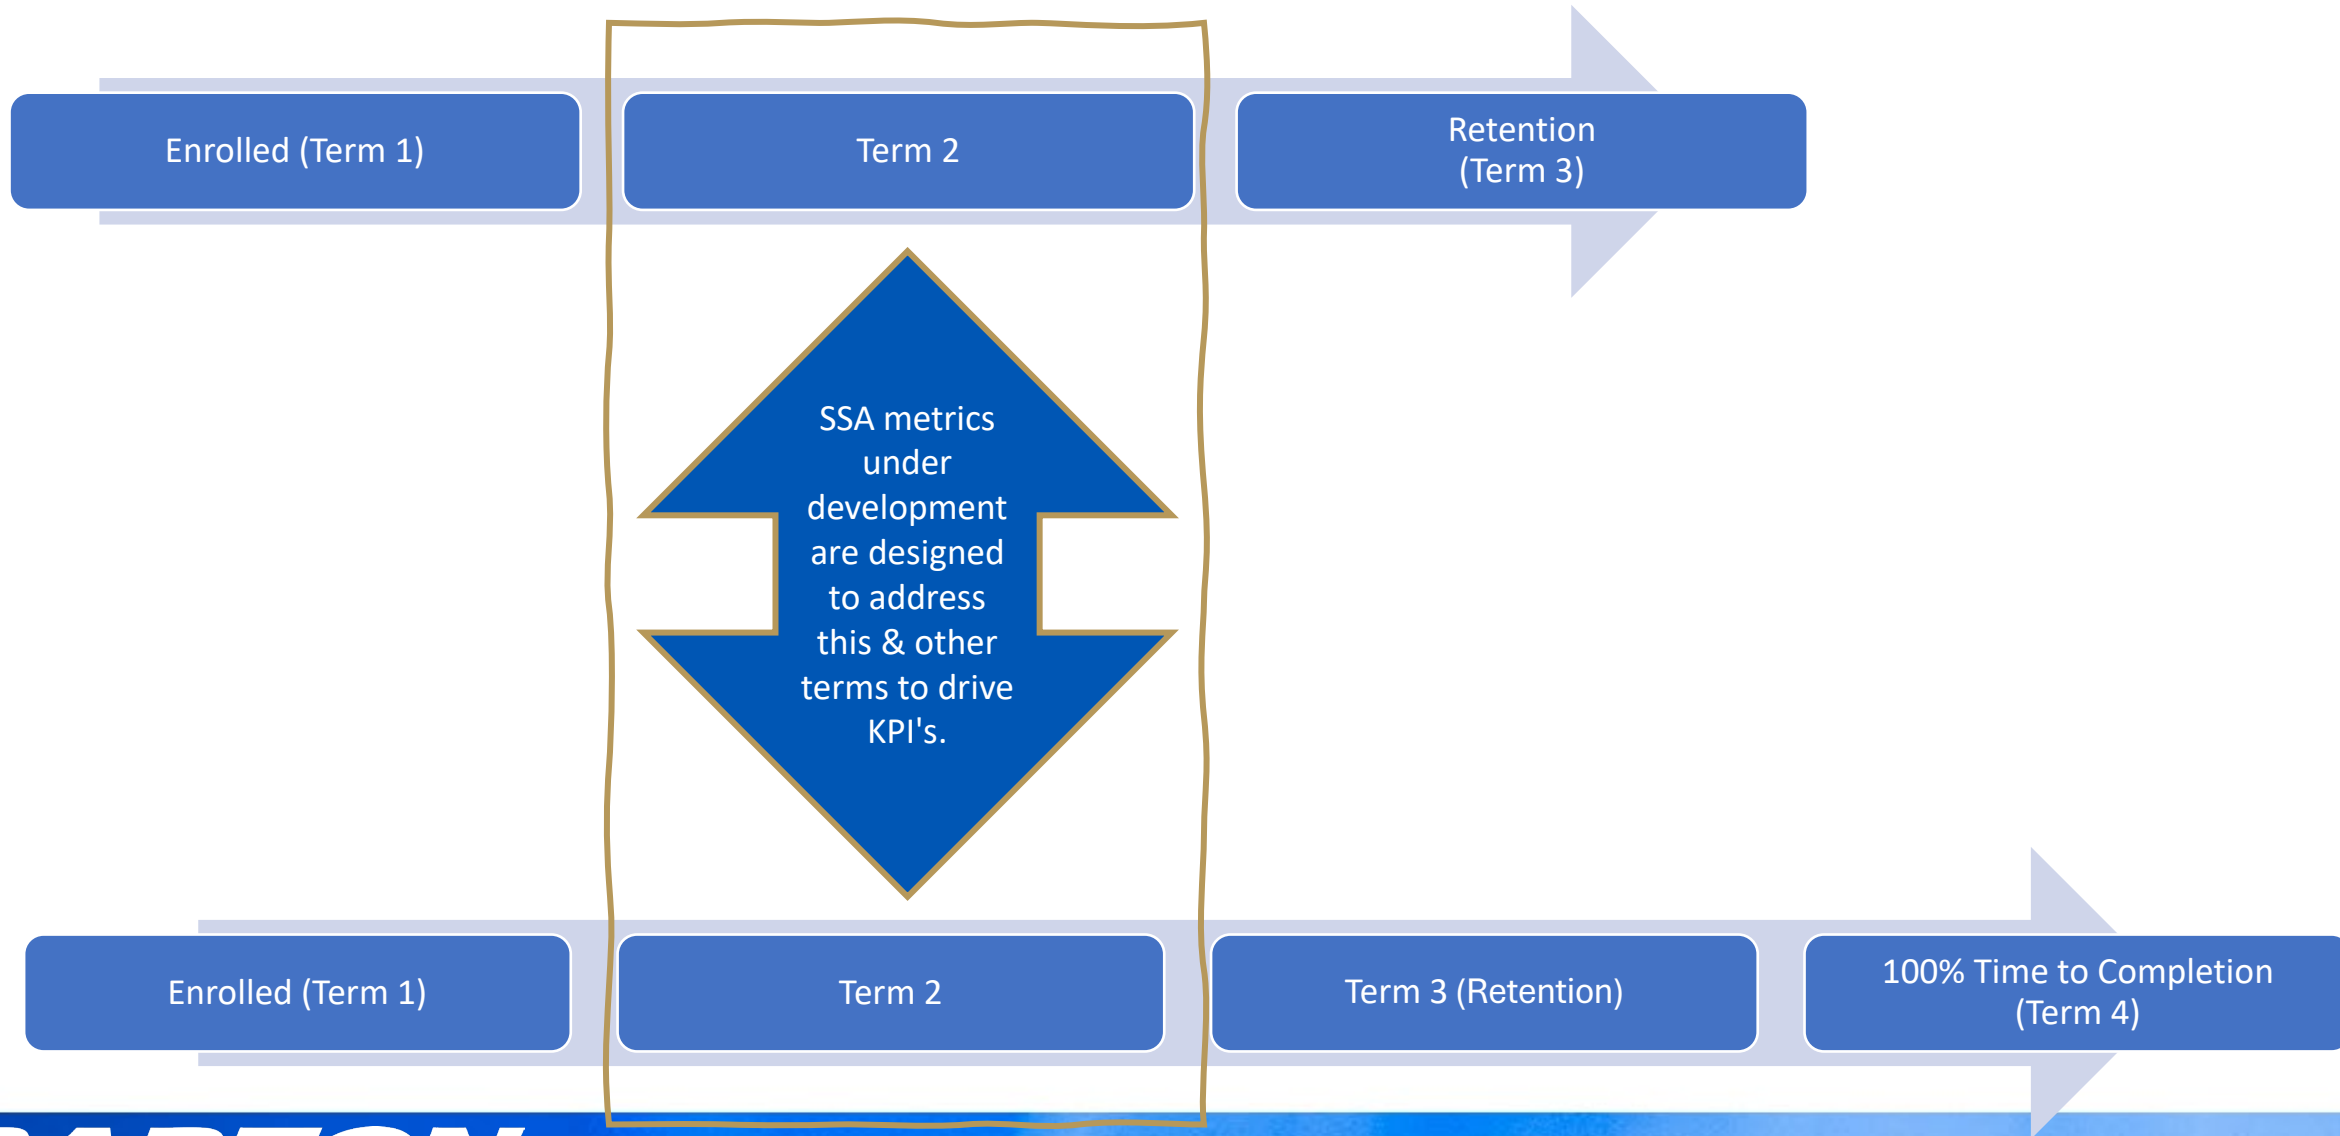 Enrolled (Term 1)
Term 2
Retention
(Term 3)
SSA metrics
under
development
are designed
to address
this & other
terms to drive
KPI's.
Enrolled (Term 1)
Term 2
Term 3 (Retention)
100% Time to Completion
(Term 4)